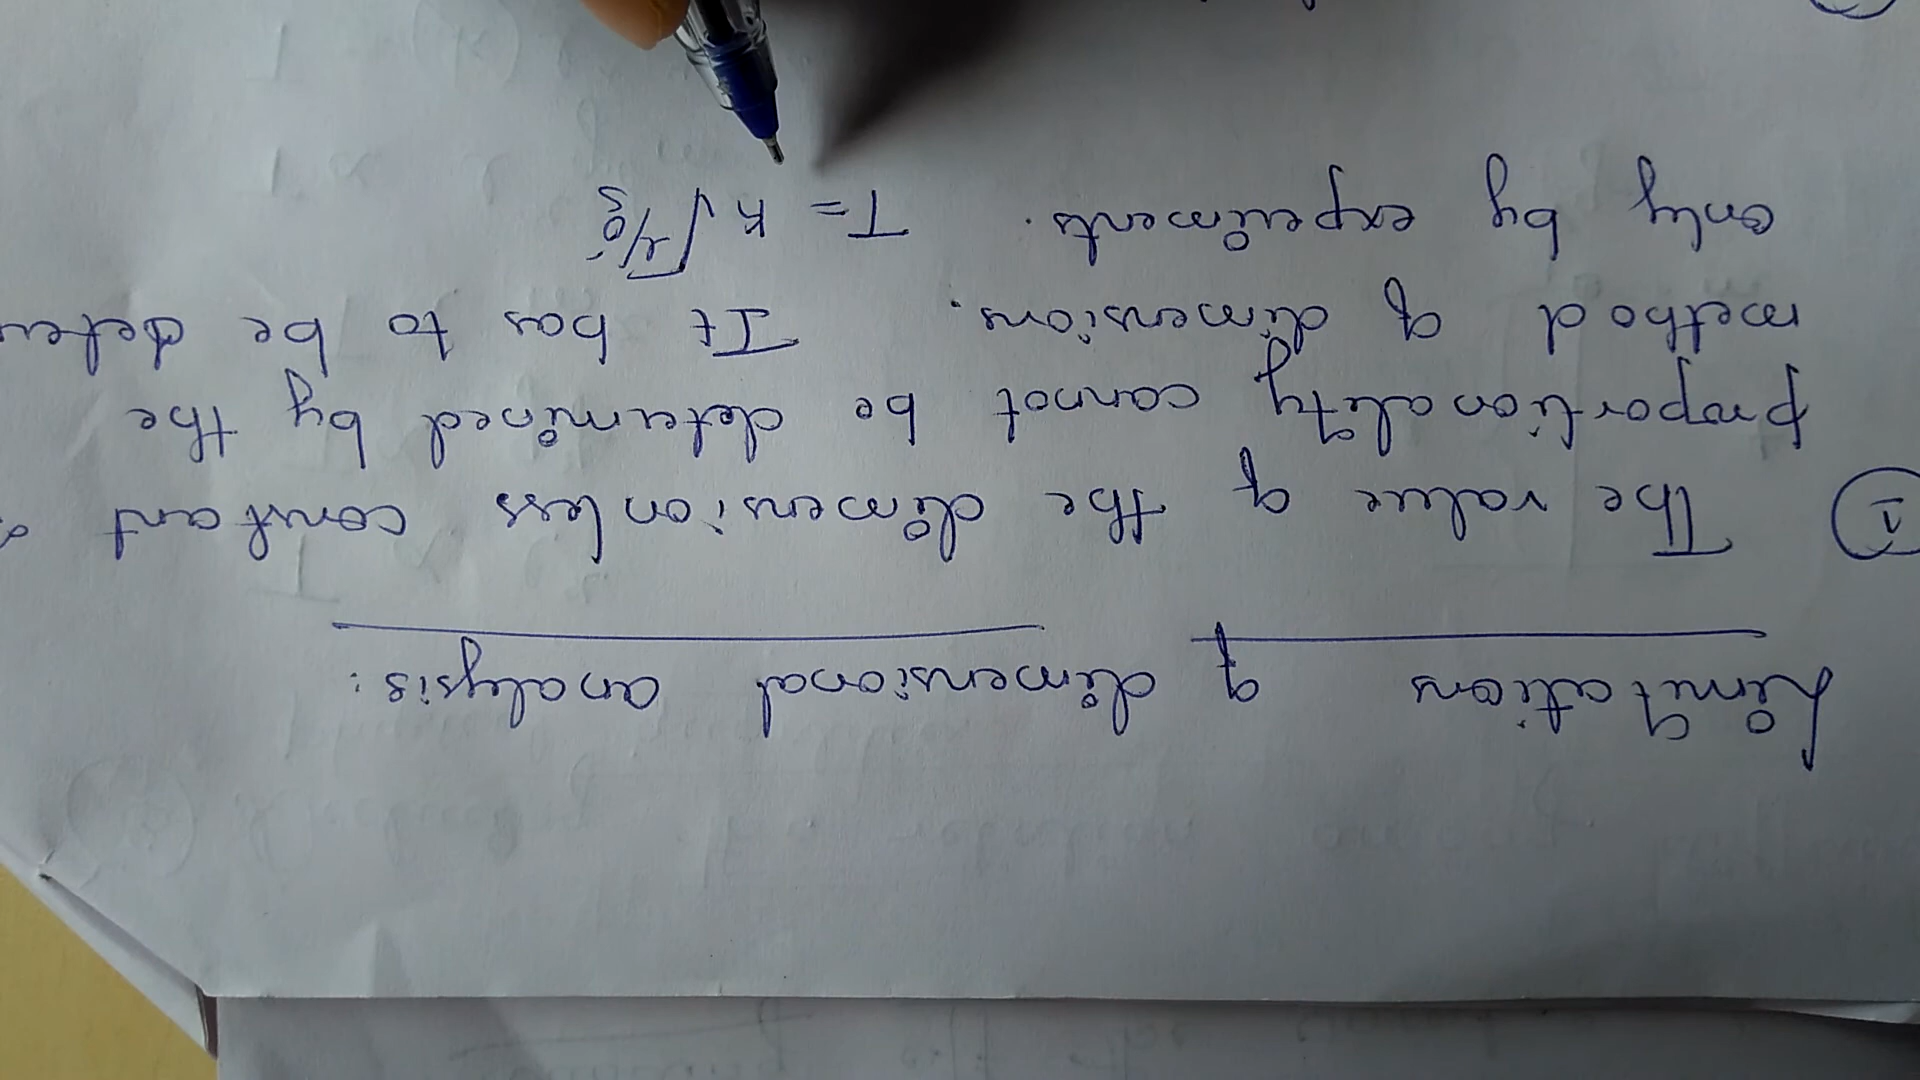 Limitations of dimensional analysis:
① The value of the dimensionless constant
proportionality cannot be determined by the
method of dimensions. It has to be deter
only by experiments. T = k√l/g